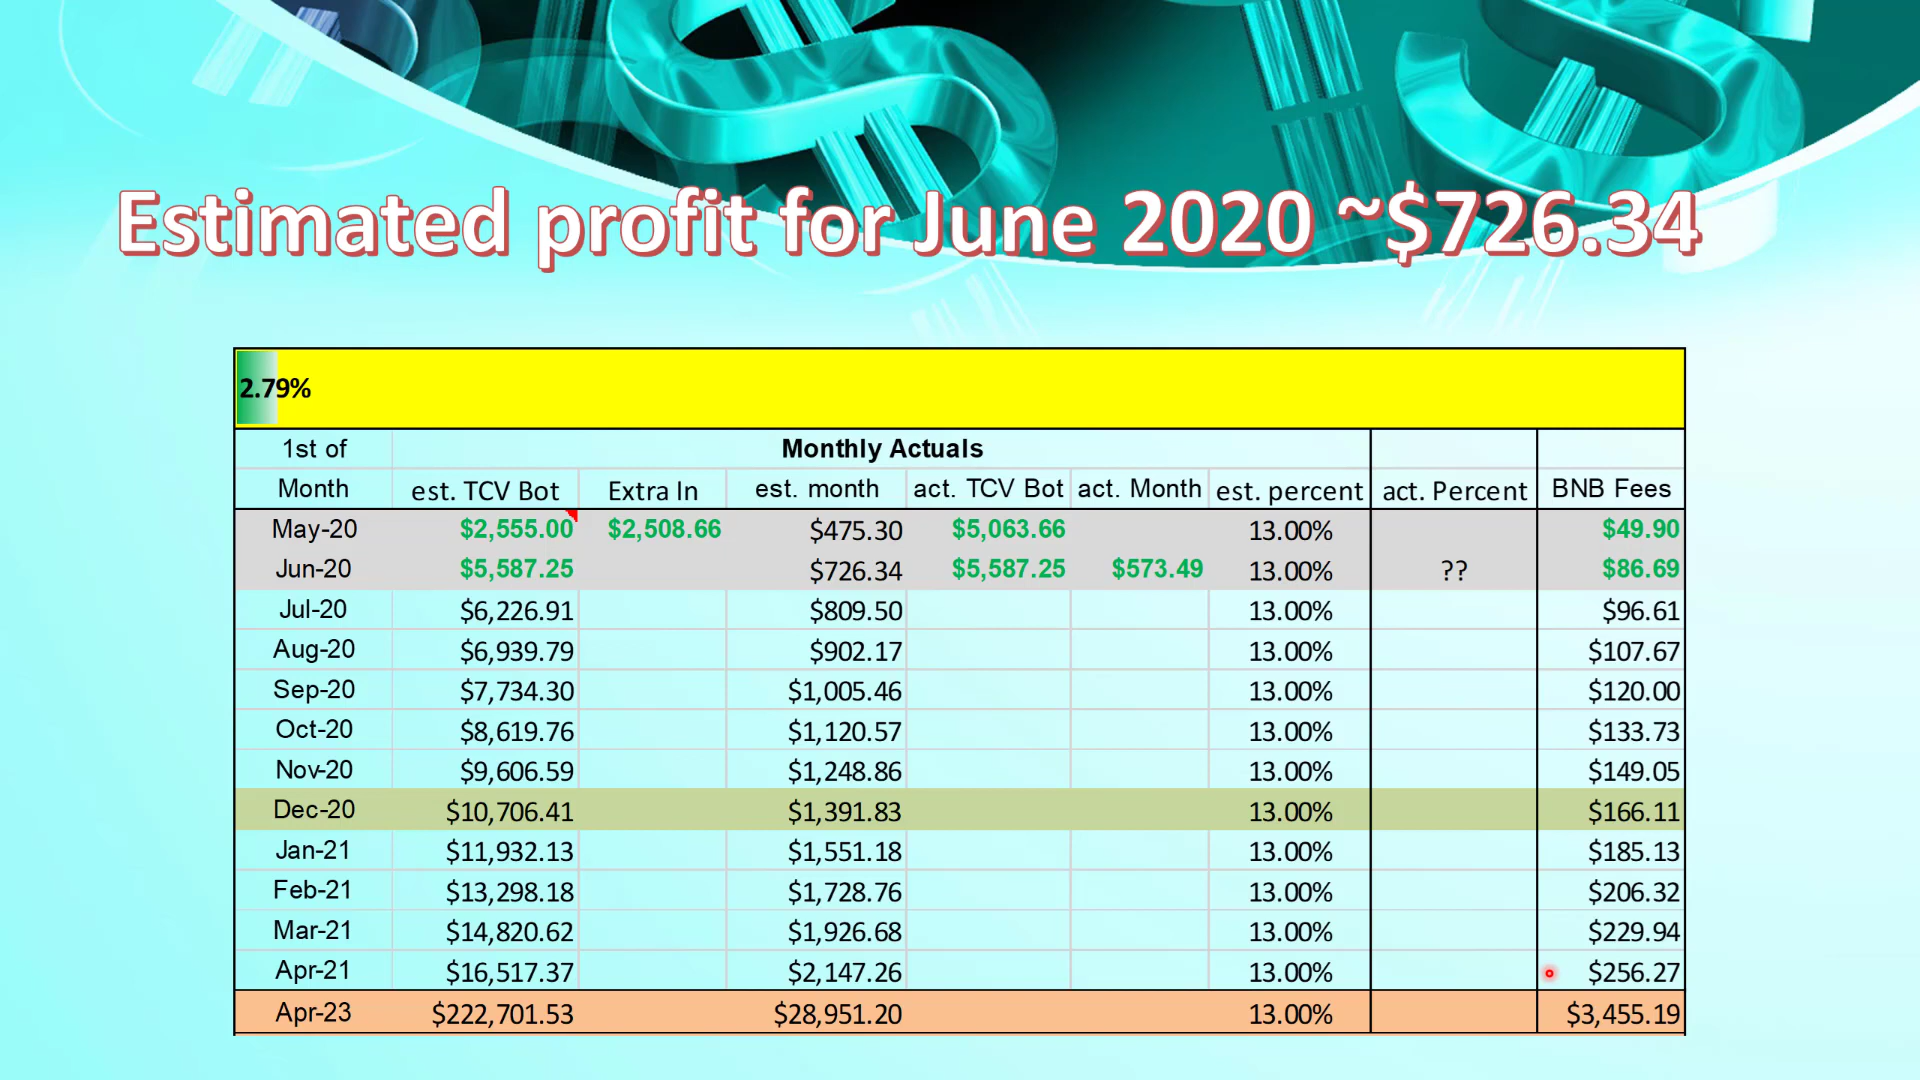 Estimated profit for June 2020 ~$726.34
2.79%
1st of Monthly Actuals
Month est. TCV Bot Extra In est. month act. TCV Bot act. Month est. percent act. Percent BNB Fees
May-20 $2,555.00 $2,508.66 $475.30 $5,063.66 13.00% $49.90
Jun-20 $5,587.25 $726.34 $5,587.25 $573.49 13.00% ?? $86.69
Jul-20 $6,226.91 $809.50 13.00% $96.61
Aug-20 $6,939.79 $902.17 13.00% $107.67
Sep-20 $7,734.30 $1,005.46 13.00% $120.00
Oct-20 $8,619.76 $1,120.57 13.00% $133.73
Nov-20 $9,606.59 $1,248.86 13.00% $149.05
Dec-20 $10,706.41 $1,391.83 13.00% $166.11
Jan-21 $11,932.13 $1,551.18 13.00% $185.13
Feb-21 $13,298.18 $1,728.76 13.00% $206.32
Mar-21 $14,820.62 $1,926.68 13.00% $229.94
Apr-21 $16,517.37 $2,147.26 13.00% $256.27
Apr-23 $222,701.53 $28,951.20 13.00% $3,455.19